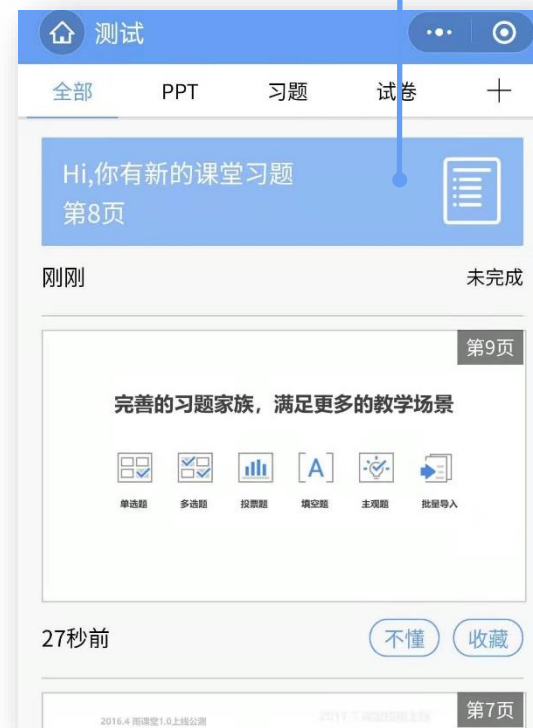 测试
全部 PPT 习题 试卷
Hi,你有新的课堂习题
第8页
刚刚 未完成
第9页
完善的习题家族，满足更多的教学场景
单选题 多选题 投票题 填空题 主观题 批量导入
27秒前 不懂 收藏
第7页
2016.4 雨课堂1.0上线公测